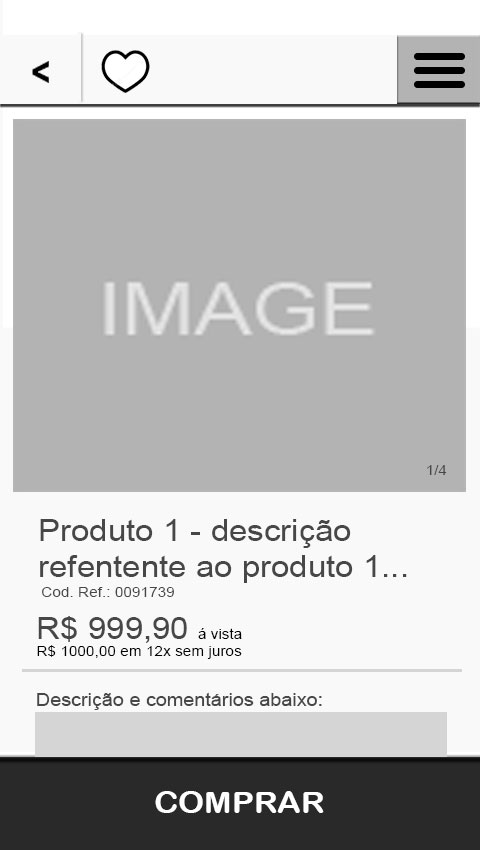 <
IMAGE
1/4
Produto 1 - descrição
refentente ao produto 1...
Cod. Ref.: 0091739
R$ 999,90 á vista
R$ 1000,00 em 12x sem juros
Descrição e comentários abaixo:
COMPRAR